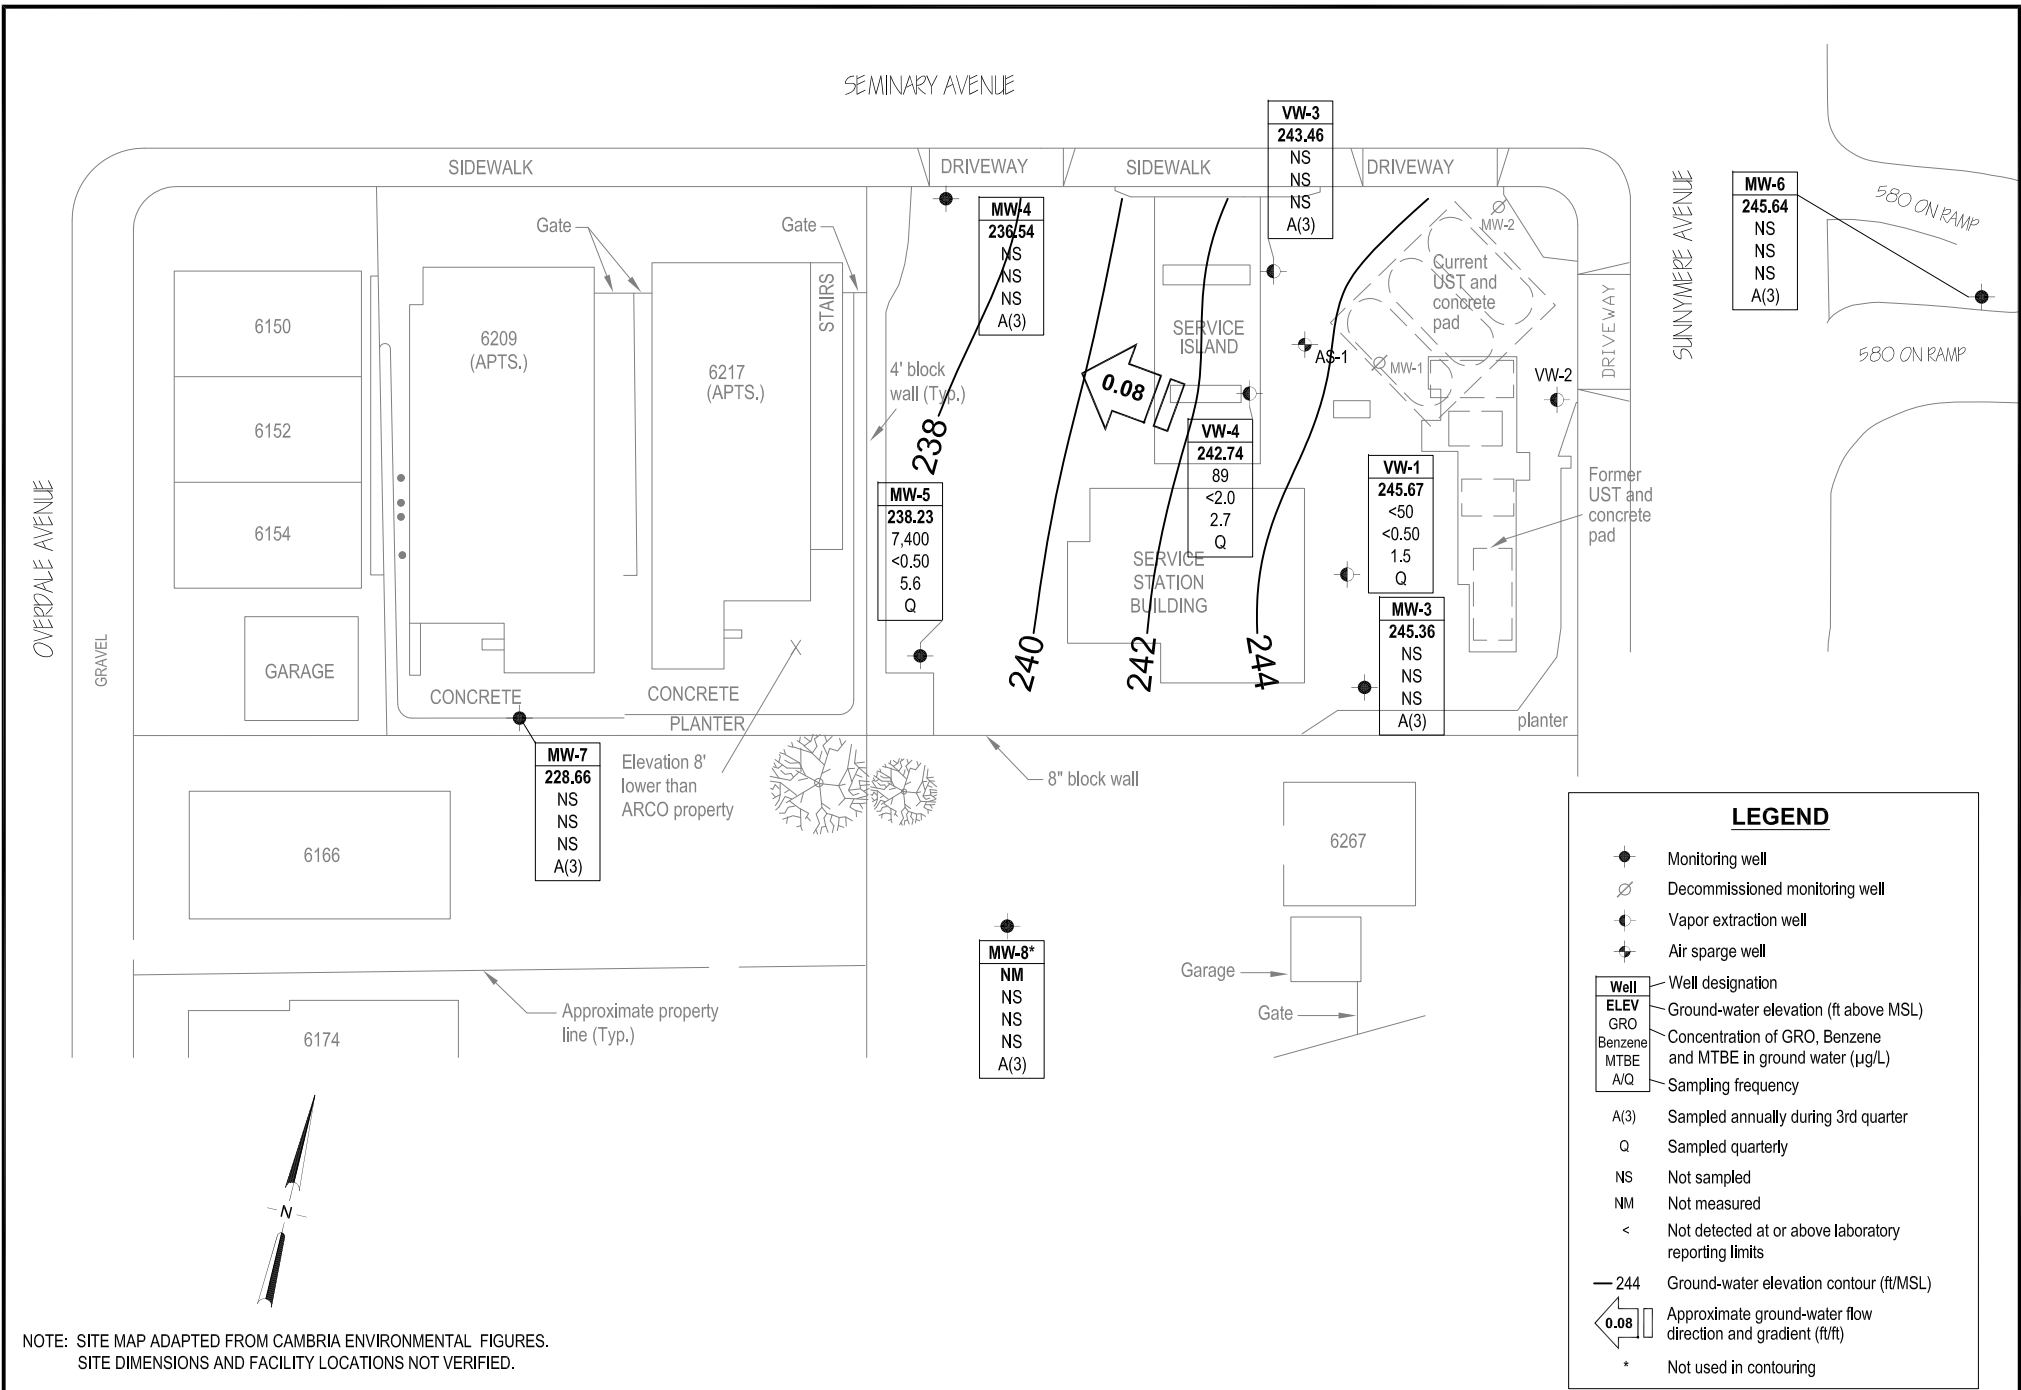 SEMINARY AVENUE
SIDEWALK
DRIVEWAY
SIDEWALK
DRIVEWAY
VW-3
243.46
NS
NS
NS
A(3)
MW-6
245.64
NS
NS
NS
A(3)
580 ON RAMP
580 ON RAMP
SUNNYMERE AVENUE
DRIVEWAY
MW-4
236.54
NS
NS
NS
A(3)
Gate
Gate
STAIRS
MW-2
Current
UST and
concrete
pad
6150
6152
6154
6209
(APTS.)
6217
(APTS.)
4' block
wall (Typ.)
SERVICE
ISLAND
AS-1
MW-1
VW-2
0.08
238
VW-4
242.74
89
<2.0
2.7
Q
VW-1
245.67
<50
<0.50
1.5
Q
Former
UST and
concrete
pad
MW-5
238.23
7,400
<0.50
5.6
Q
SERVICE
STATION
BUILDING
MW-3
245.36
NS
NS
NS
A(3)
OVERDALE AVENUE
GRAVEL
GARAGE
CONCRETE
CONCRETE
PLANTER
240
242
244
planter
MW-7
228.66
NS
NS
NS
A(3)
Elevation 8'
lower than
ARCO property
8" block wall
6166
6267
MW-8*
NM
NS
NS
NS
A(3)
Garage
Gate
Approximate property
line (Typ.)
6174
N
LEGEND
Monitoring well
Decommissioned monitoring well
Vapor extraction well
Air sparge well
Well
ELEV
GRO
Benzene
MTBE
A/Q
Well designation
Ground-water elevation (ft above MSL)
Concentration of GRO, Benzene
and MTBE in ground water (µg/L)
Sampling frequency
A(3) Sampled annually during 3rd quarter
Q Sampled quarterly
NS Not sampled
NM Not measured
< Not detected at or above laboratory
reporting limits
244 Ground-water elevation contour (ft/MSL)
0.08 Approximate ground-water flow
direction and gradient (ft/ft)
* Not used in contouring
NOTE: SITE MAP ADAPTED FROM CAMBRIA ENVIRONMENTAL FIGURES.
SITE DIMENSIONS AND FACILITY LOCATIONS NOT VERIFIED.